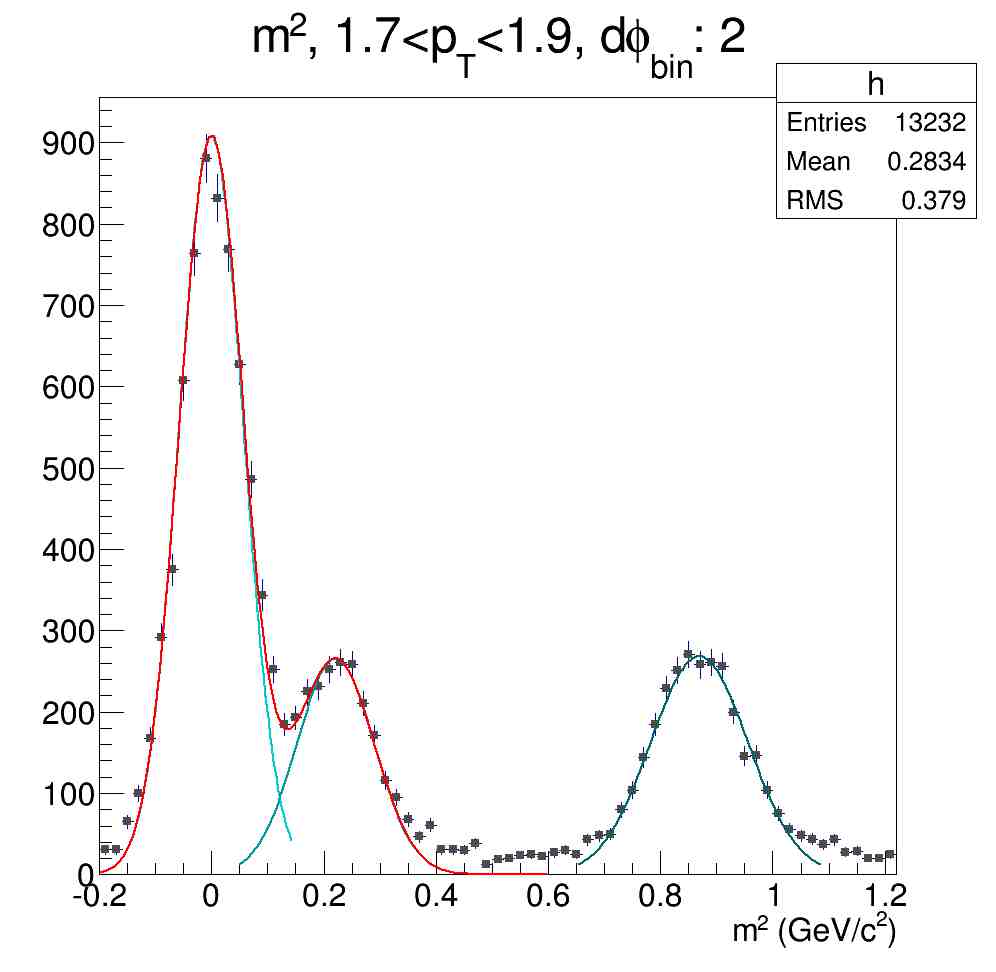 m², 1.7<p_T<1.9, dϕ_bin: 2
h
Entries 13232
Mean 0.2834
RMS 0.379
900
800
700
600
500
400
300
200
100
0
-0.2 0 0.2 0.4 0.6 0.8 1 1.2
m² (GeV/c²)